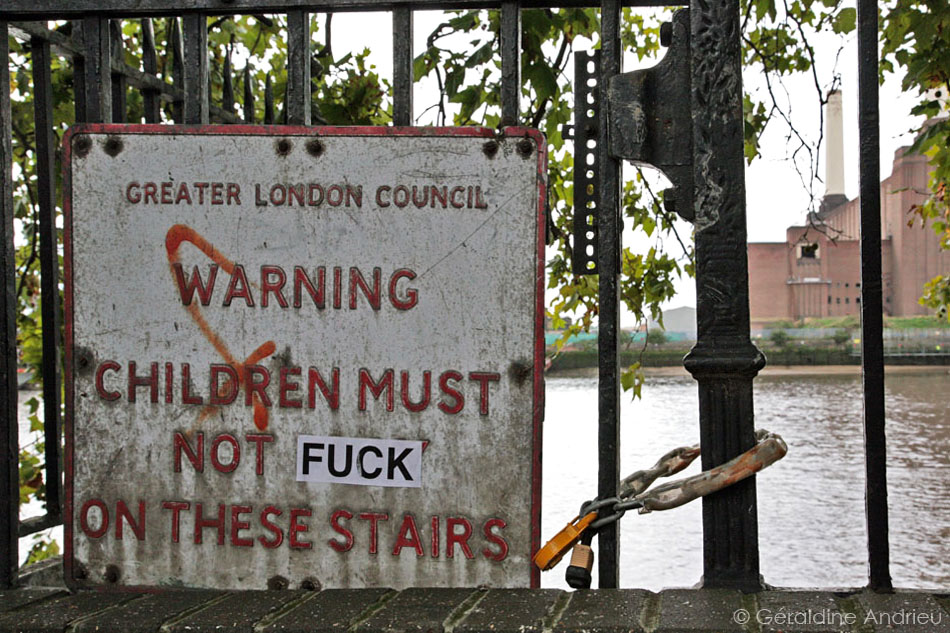 GREATER LONDON COUNCIL
WARNING
CHILDREN MUST
NOT FUCK
ON THESE STAIRS
© Géraldine Andrieu